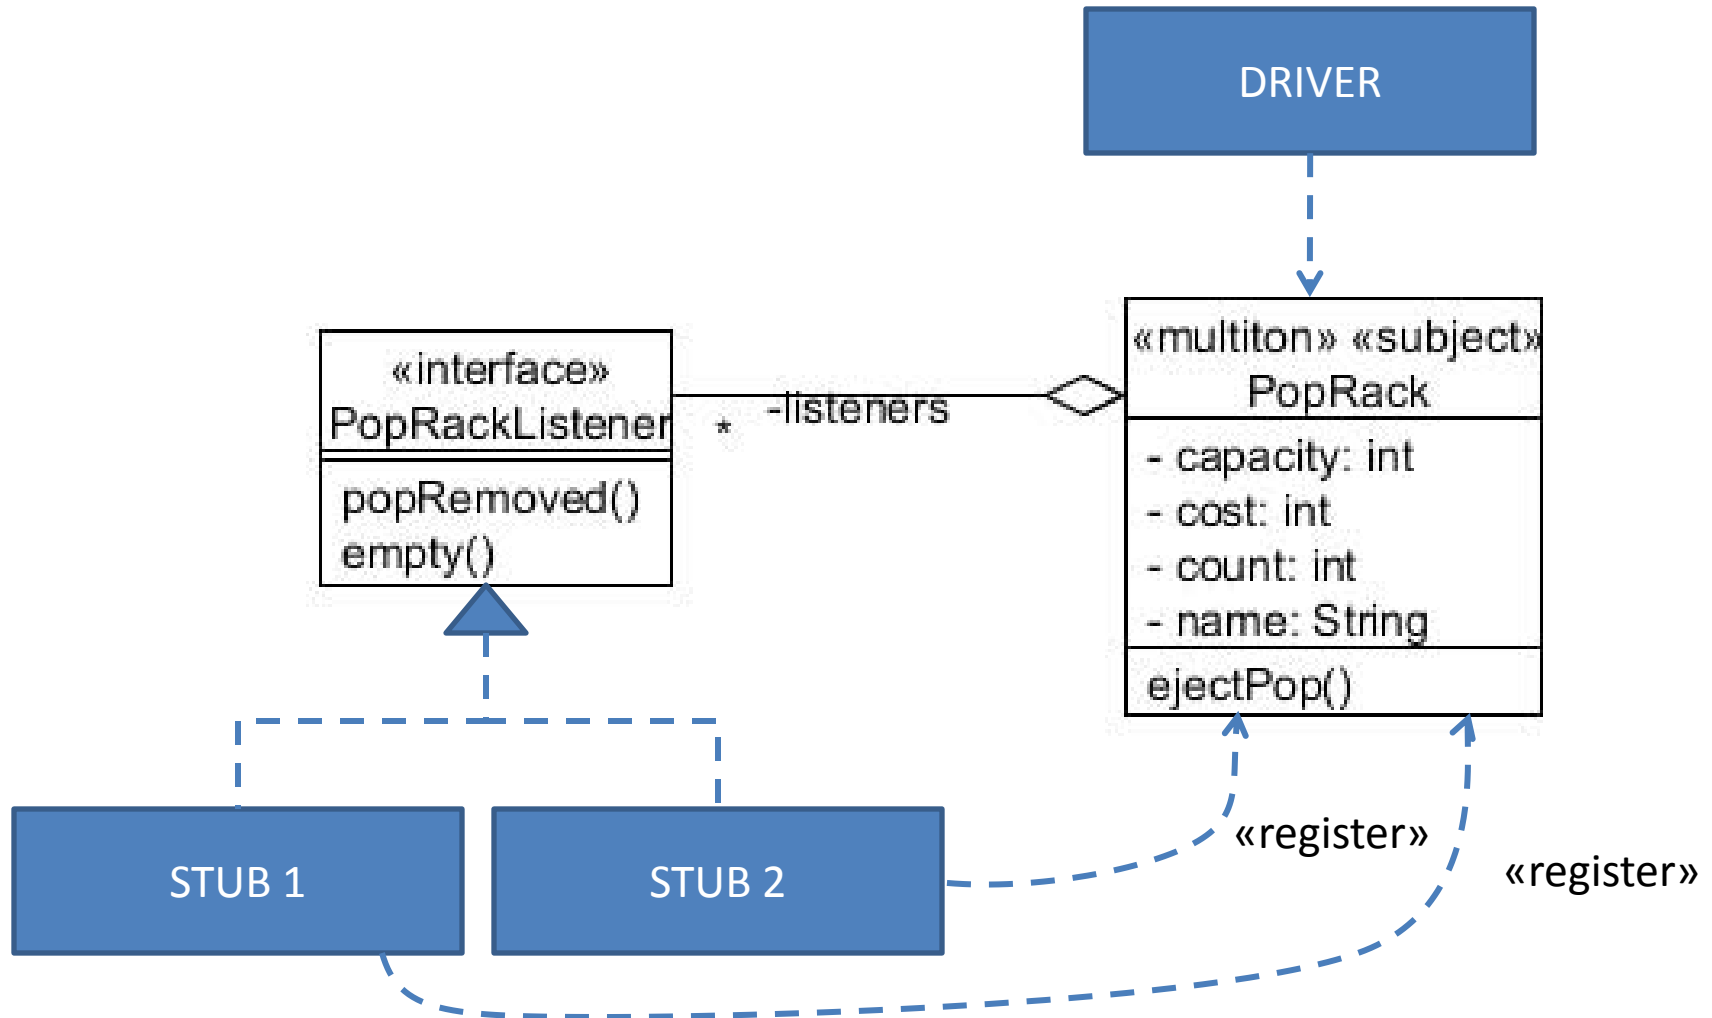 DRIVER
«interface»
PopRackListener
popRemoved()
empty()
*
-listeners
«multiton» «subject»
PopRack
- capacity: int
- cost: int
- count: int
- name: String
ejectPop()
STUB 1
STUB 2
«register»
«register»